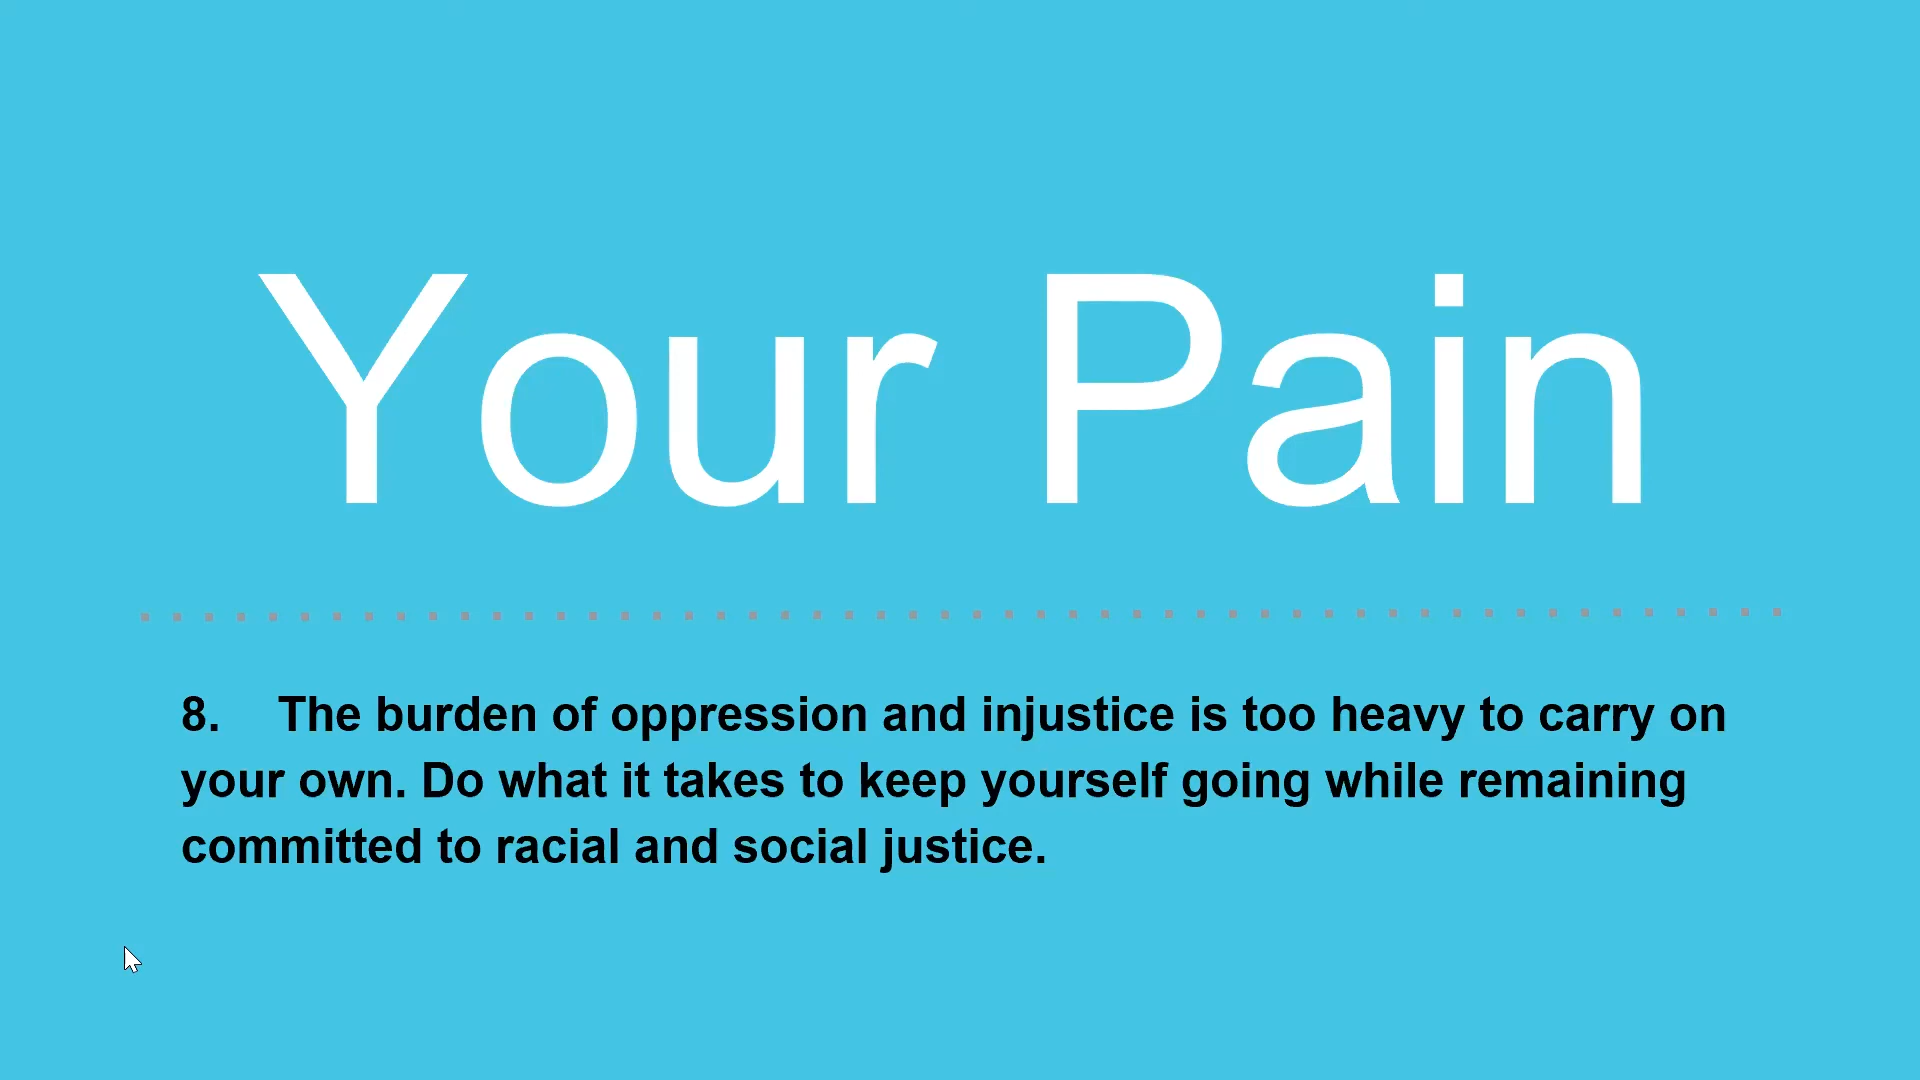 Your Pain
8. The burden of oppression and injustice is too heavy to carry on
your own. Do what it takes to keep yourself going while remaining
committed to racial and social justice.